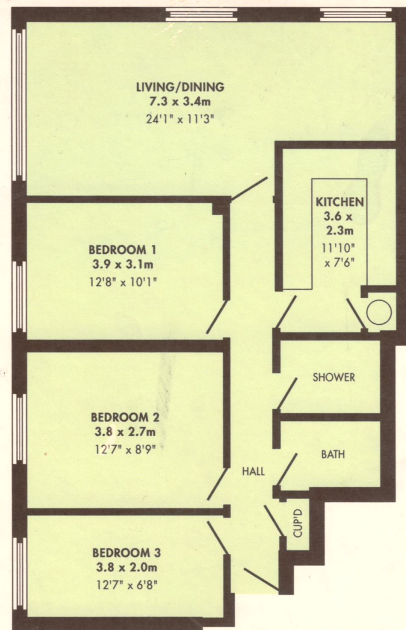 LIVING/DINING
7.3 x 3.4m
24'1" x 11'3"
KITCHEN
3.6 x
2.3m
11'10"
x 7'6"
BEDROOM 1
3.9 x 3.1m
12'8" x 10'1"
SHOWER
BEDROOM 2
3.8 x 2.7m
12'7" x 8'9"
BATH
HALL
CUP'D
BEDROOM 3
3.8 x 2.0m
12'7" x 6'8"